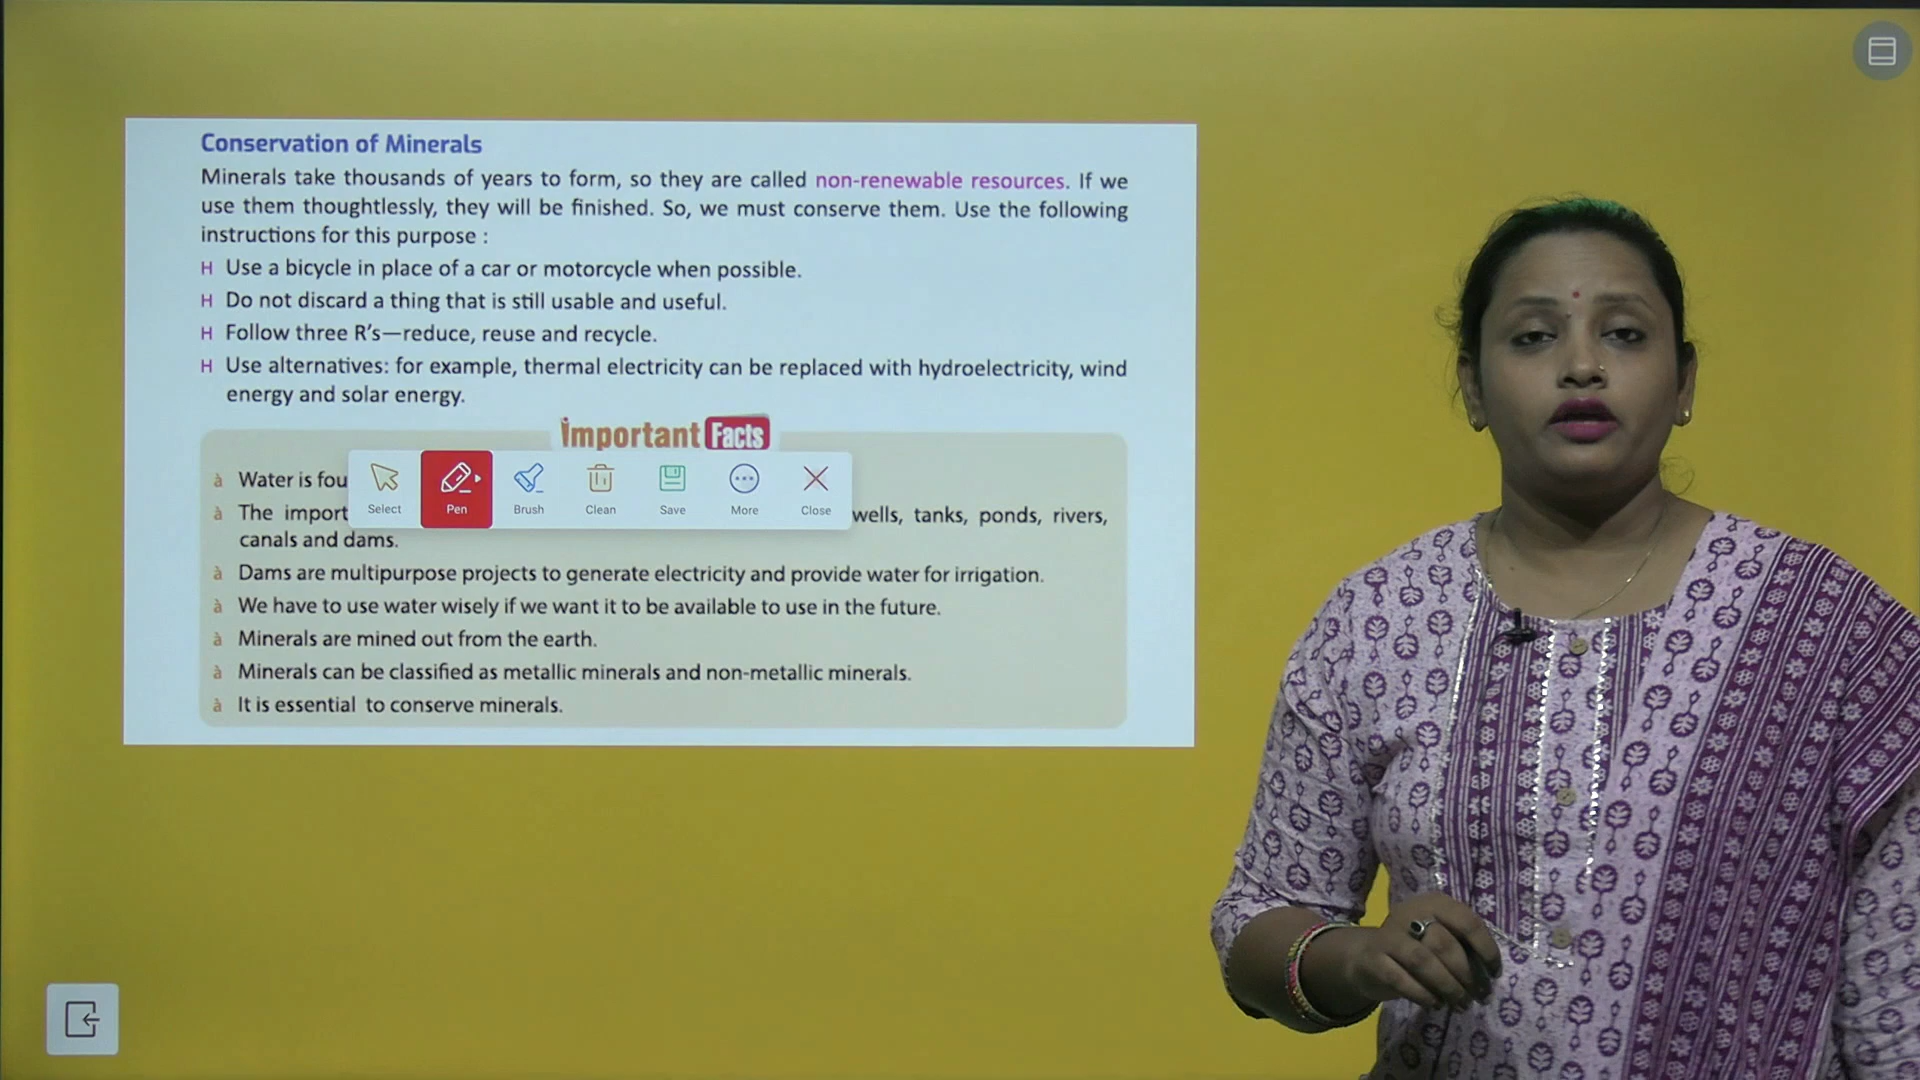 Conservation of Minerals
Minerals take thousands of years to form, so they are called non-renewable resources. If we
use them thoughtlessly, they will be finished. So, we must conserve them. Use the following
instructions for this purpose :
H Use a bicycle in place of a car or motorcycle when possible.
H Do not discard a thing that is still usable and useful.
H Follow three R's—reduce, reuse and recycle.
H Use alternatives: for example, thermal electricity can be replaced with hydroelectricity, wind
energy and solar energy.
Important Facts
à Water is fou
Select Pen Brush Clean Save More Close
à The import wells, tanks, ponds, rivers,
canals and dams.
à Dams are multipurpose projects to generate electricity and provide water for irrigation.
à We have to use water wisely if we want it to be available to use in the future.
à Minerals are mined out from the earth.
à Minerals can be classified as metallic minerals and non-metallic minerals.
à It is essential to conserve minerals.